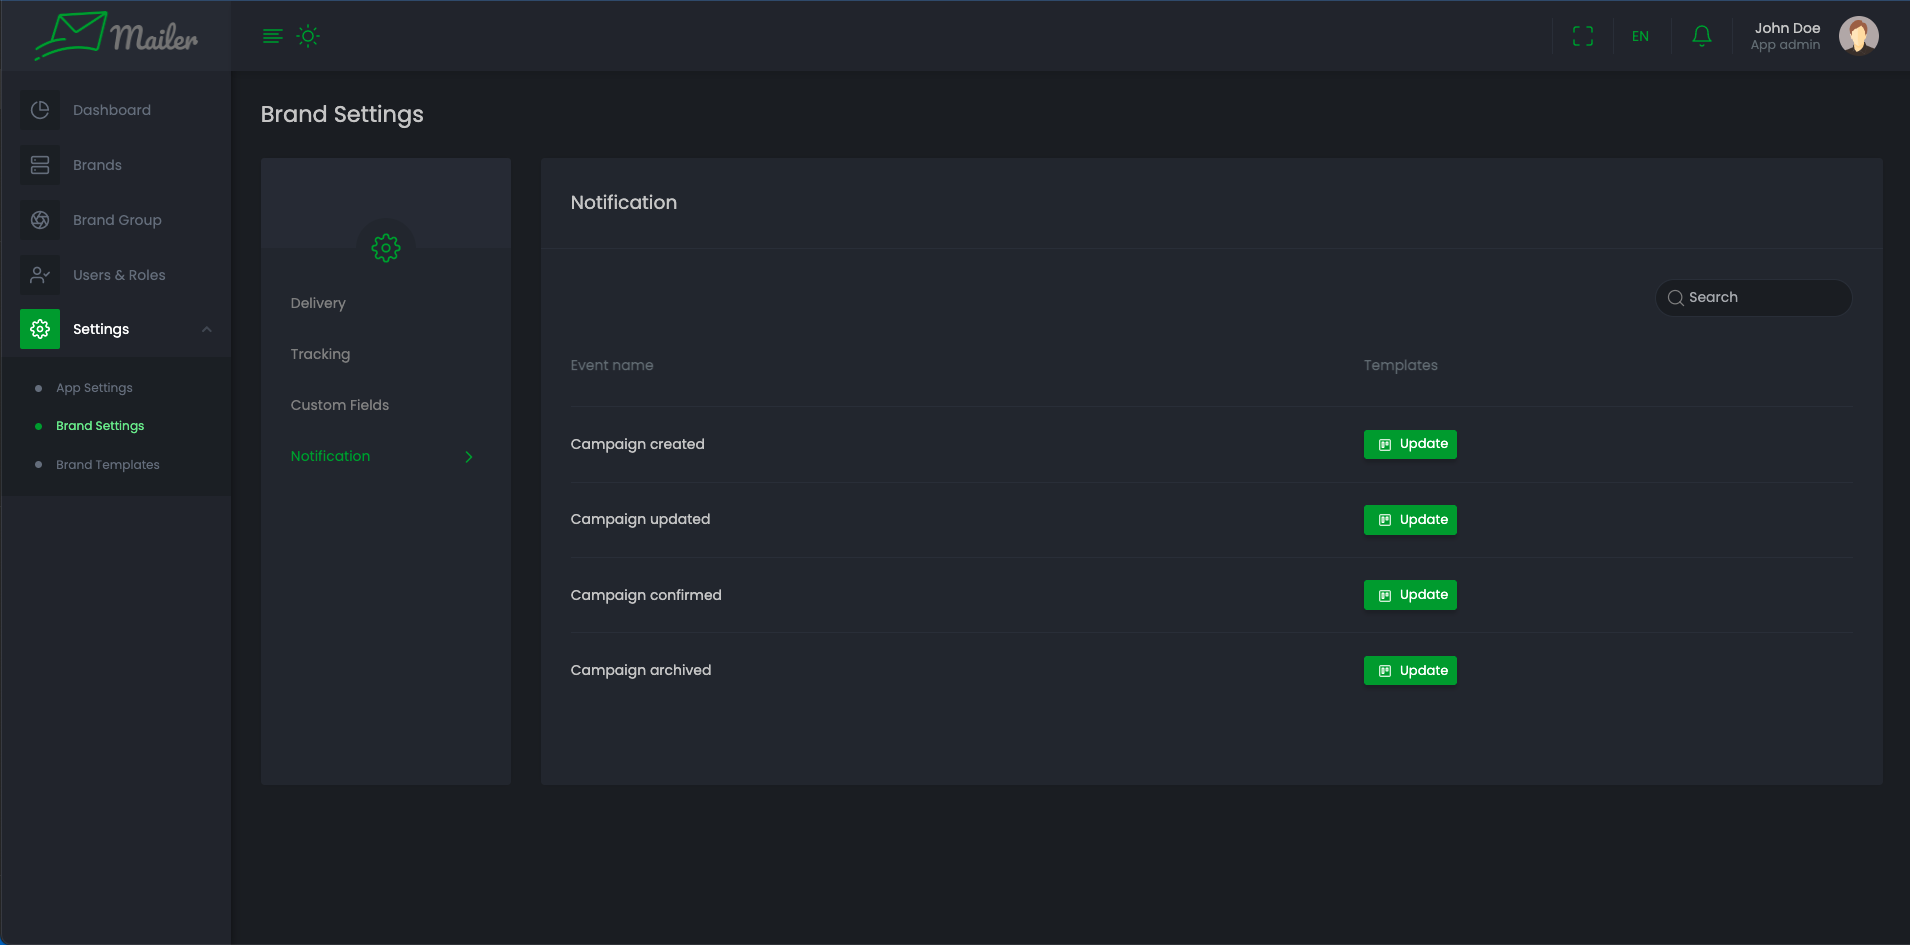 Mailer
EN
John Doe
App admin
Dashboard
Brands
Brand Group
Users & Roles
Settings
App Settings
Brand Settings
Brand Templates
Brand Settings
Delivery
Tracking
Custom Fields
Notification
Notification
Search
Event name Templates
Campaign created Update
Campaign updated Update
Campaign confirmed Update
Campaign archived Update